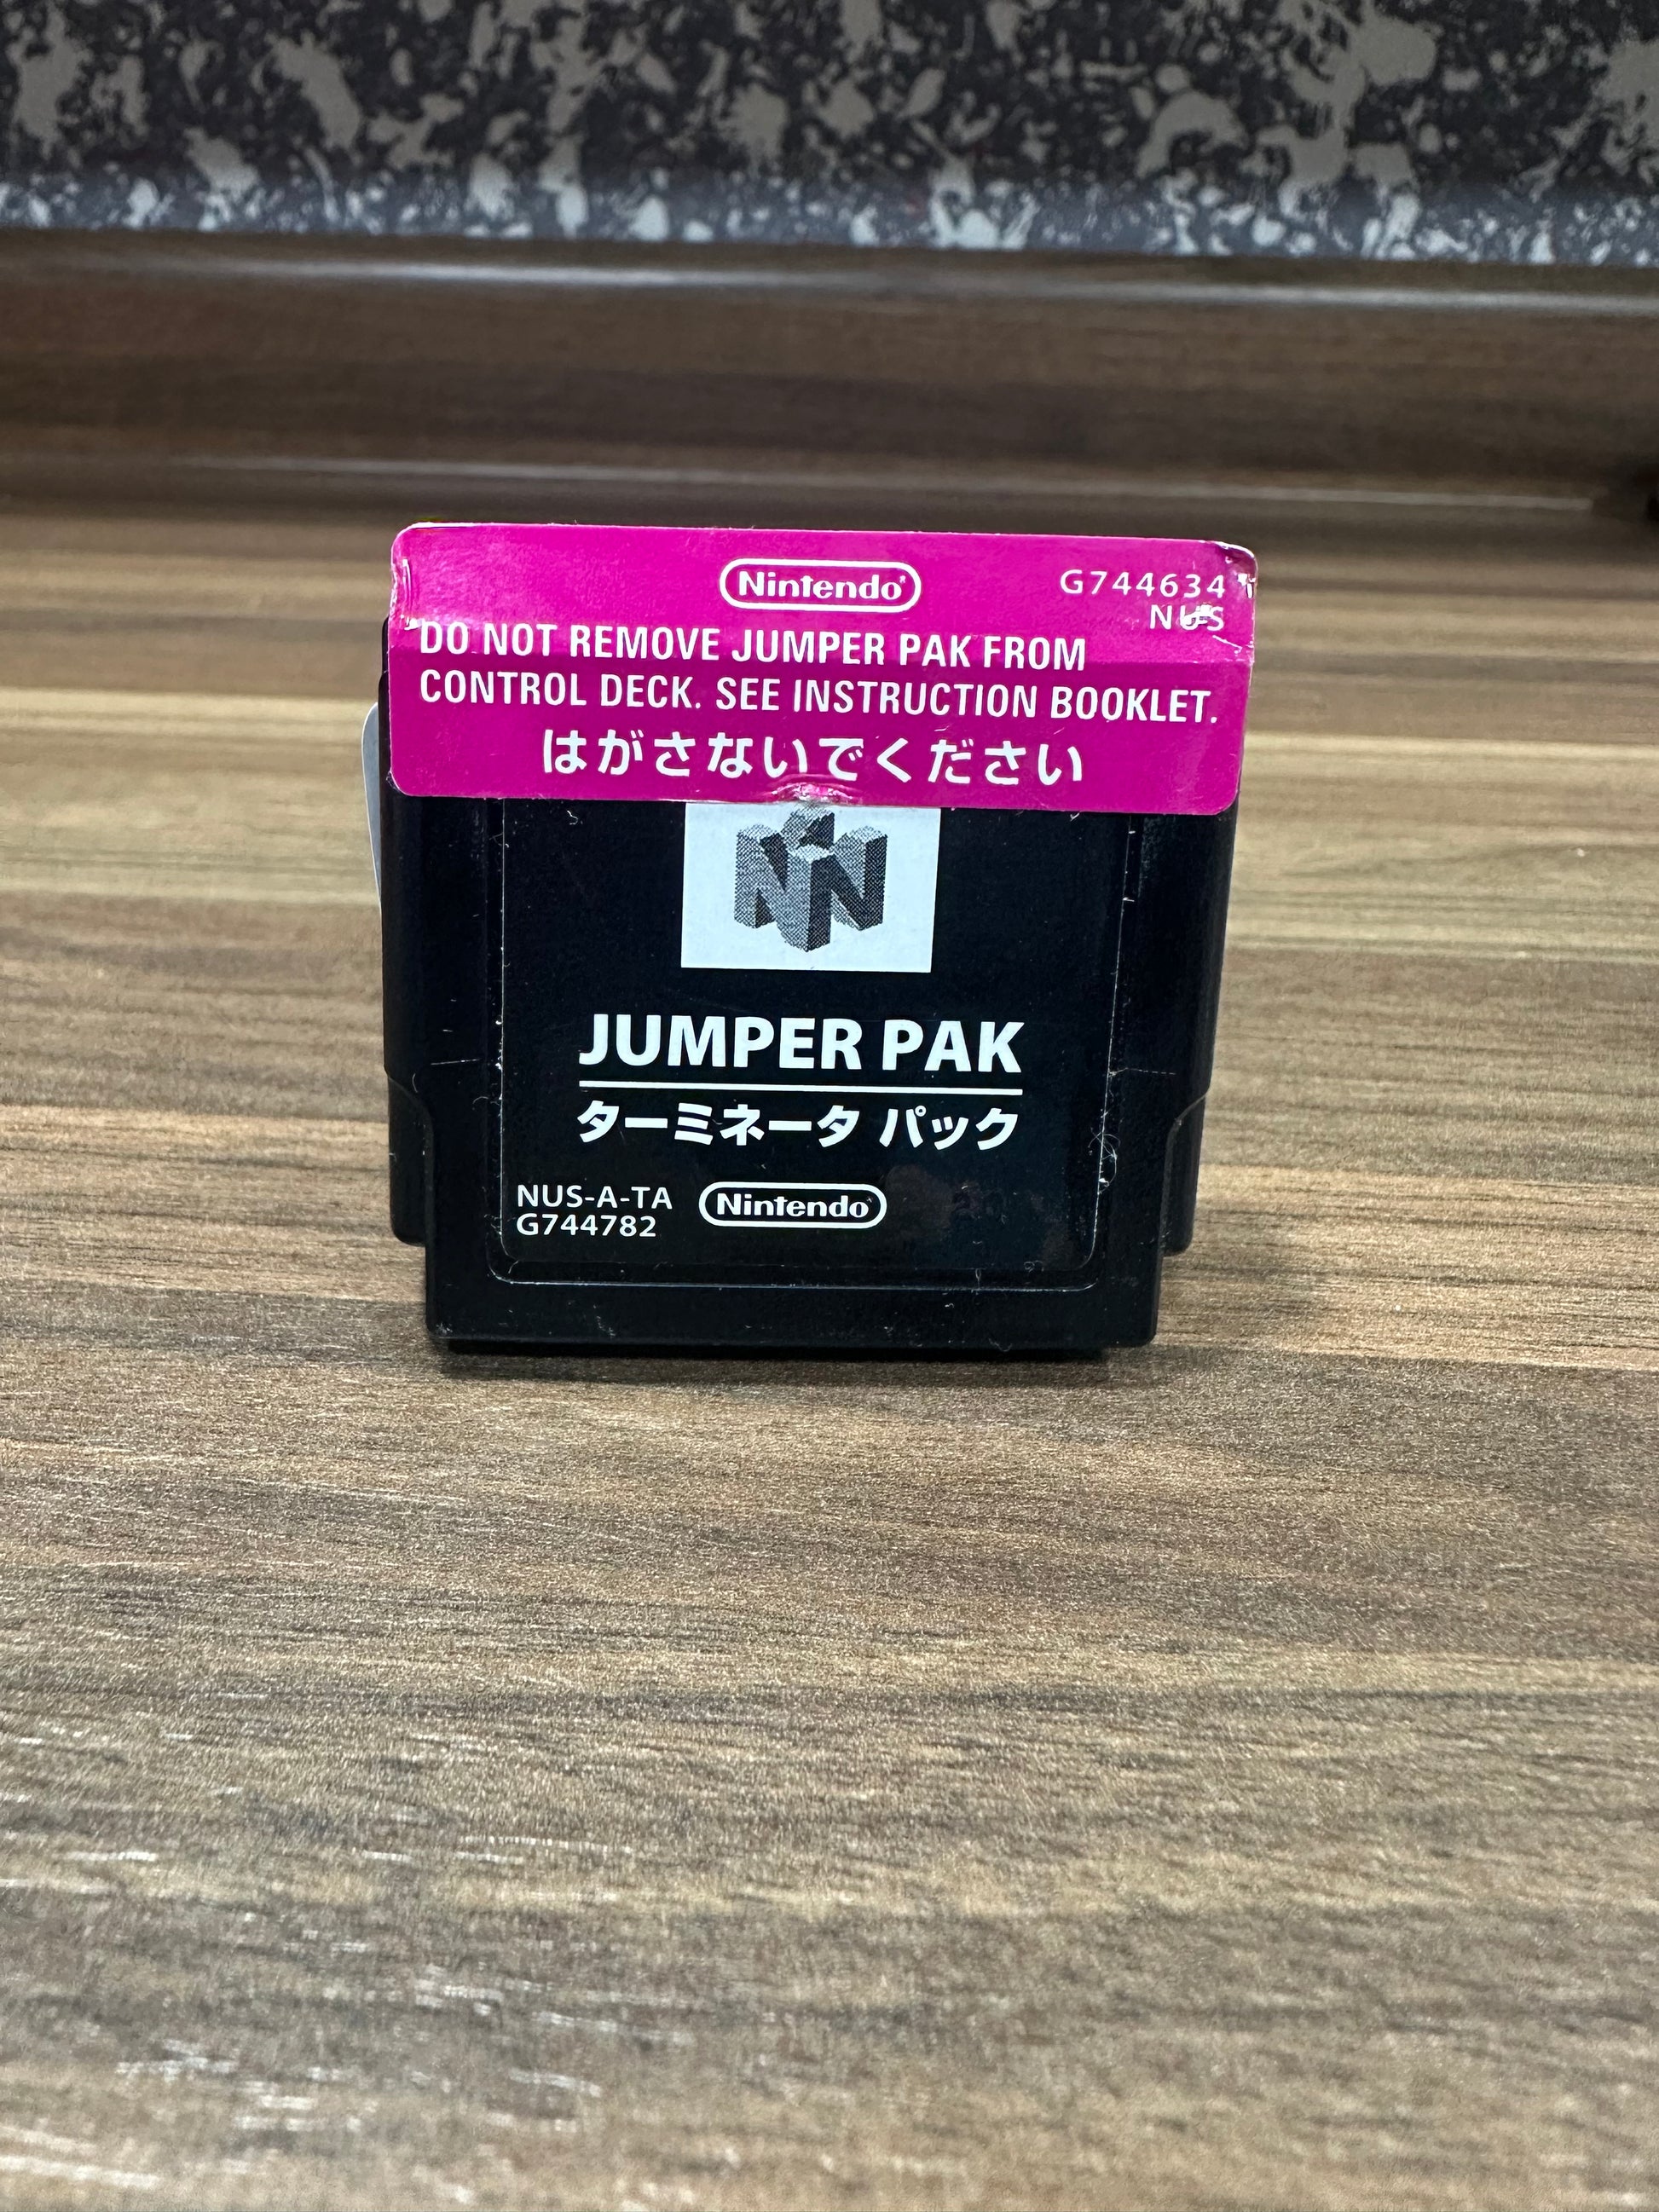 Nintendo
G744634
NUS
DO NOT REMOVE JUMPER PAK FROM
CONTROL DECK. SEE INSTRUCTION BOOKLET.
はがさないでください
JUMPER PAK
ターミネータ パック
NUS-A-TA
G744782
Nintendo